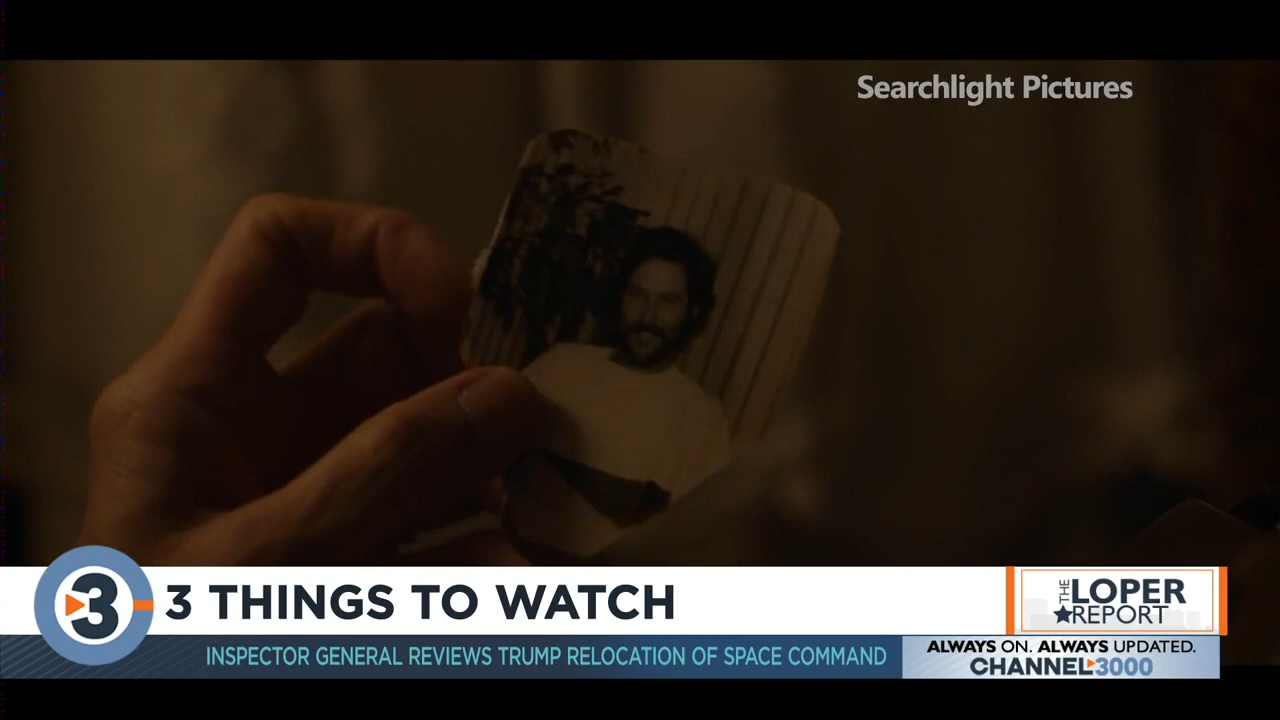 Searchlight Pictures
3
3 THINGS TO WATCH
THE LOPER
REPORT
INSPECTOR GENERAL REVIEWS TRUMP RELOCATION OF SPACE COMMAND
ALWAYS ON. ALWAYS UPDATED.
CHANNEL3000